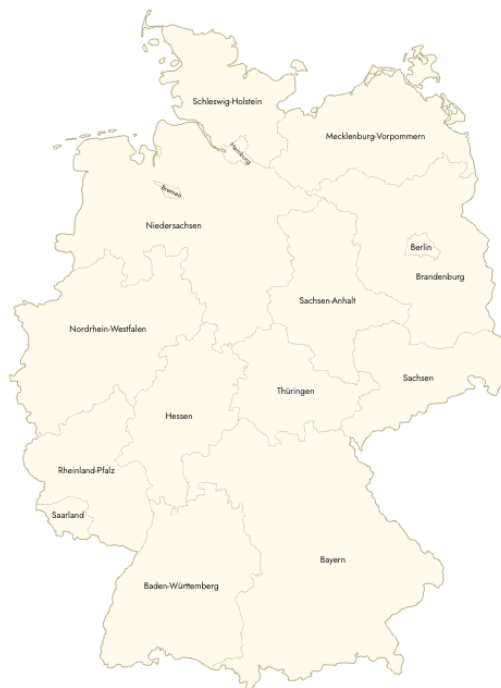 Schleswig-Holstein
Mecklenburg-Vorpommern
Hamburg
Bremen
Niedersachsen
Berlin
Brandenburg
Sachsen-Anhalt
Nordrhein-Westfalen
Sachsen
Thüringen
Hessen
Rheinland-Pfalz
Saarland
Bayern
Baden-Württemberg